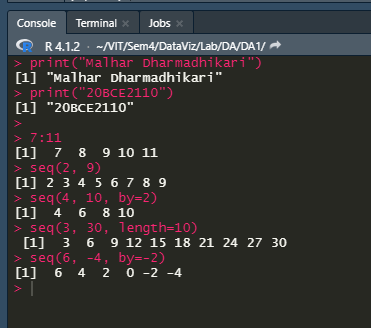 Console Terminal × Jobs ×
R 4.1.2 · ~/VIT/Sem4/DataViz/Lab/DA/DA1/
> print("Malhar Dharmadhikari")
[1] "Malhar Dharmadhikari"
> print("20BCE2110")
[1] "20BCE2110"
>
> 7:11
[1]  7  8  9 10 11
> seq(2, 9)
[1] 2 3 4 5 6 7 8 9
> seq(4, 10, by=2)
[1]  4  6  8 10
> seq(3, 30, length=10)
 [1]  3  6  9 12 15 18 21 24 27 30
> seq(6, -4, by=-2)
[1]  6  4  2  0 -2 -4
>